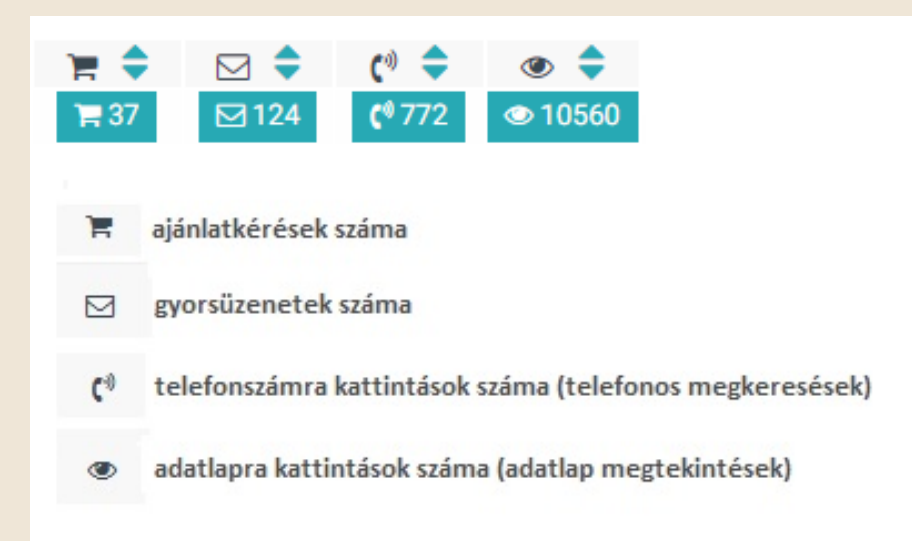 37 124 772 10560
ajánlatkérések száma
gyorsüzenetek száma
telefonszámra kattintások száma (telefonos megkeresések)
adatlapra kattintások száma (adatlap megtekintések)